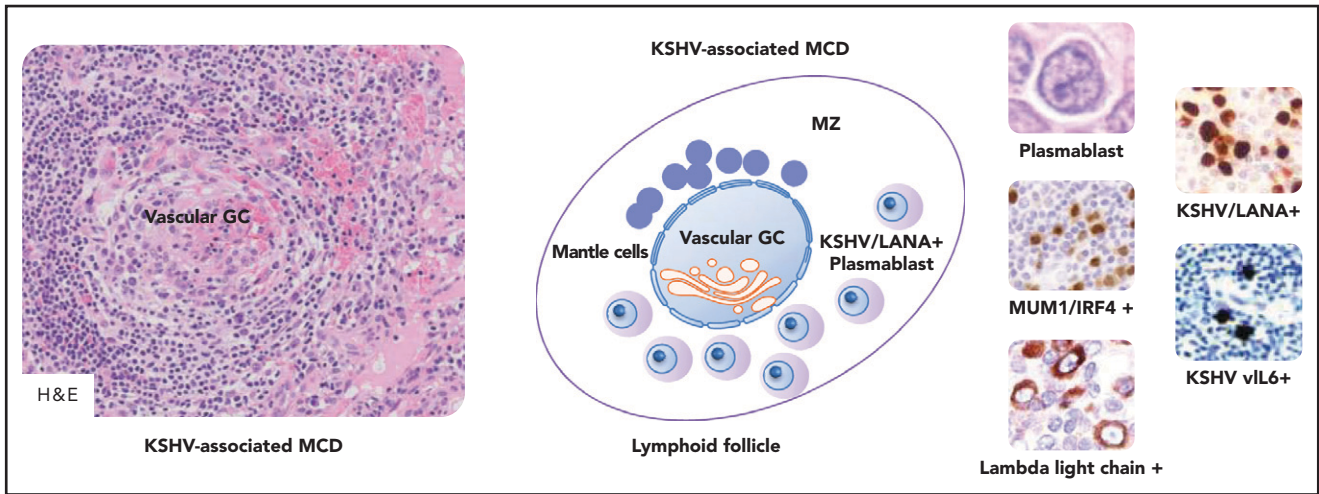 Vascular GC
H&E
KSHV-associated MCD
KSHV-associated MCD
MZ
Mantle cells
Vascular GC
KSHV/LANA+
Plasmablast
Lymphoid follicle
Plasmablast
MUM1/IRF4 +
Lambda light chain +
KSHV/LANA+
KSHV vIL6+